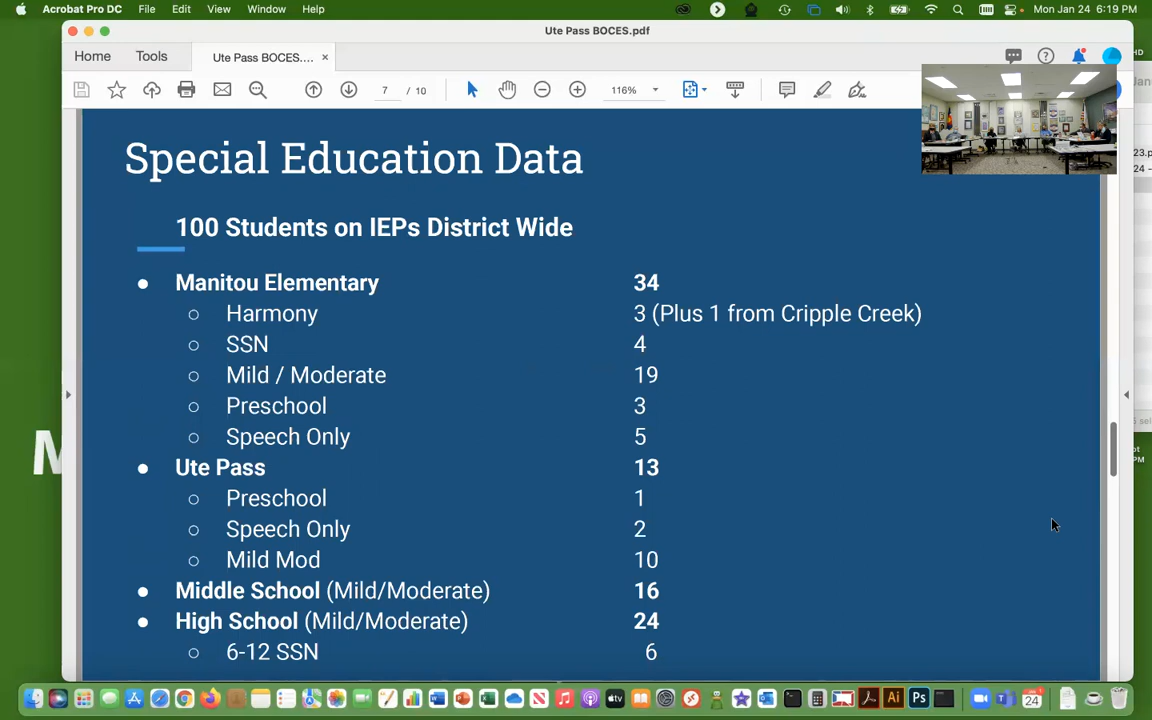 Acrobat Pro DC File Edit View Window Help Mon Jan 24 6:19 PM
Ute Pass BOCES.pdf
Home Tools Ute Pass BOCES.... ×
7 / 10 116%
Special Education Data
100 Students on IEPs District Wide
● Manitou Elementary 34
○ Harmony 3 (Plus 1 from Cripple Creek)
○ SSN 4
○ Mild / Moderate 19
○ Preschool 3
○ Speech Only 5
● Ute Pass 13
○ Preschool 1
○ Speech Only 2
○ Mild Mod 10
● Middle School (Mild/Moderate) 16
● High School (Mild/Moderate) 24
○ 6-12 SSN 6